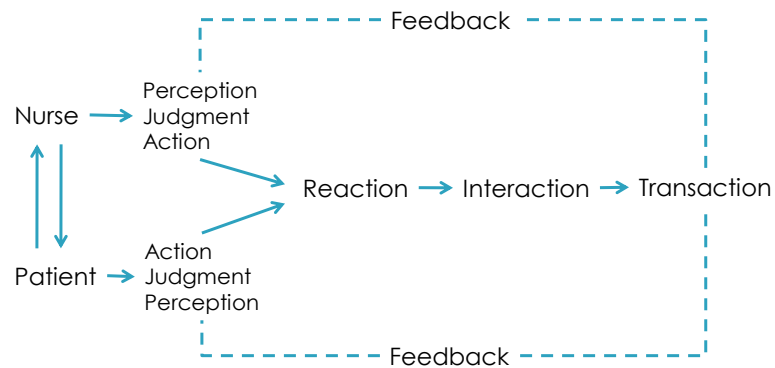 Feedback
Nurse
Perception
Judgment
Action
Reaction
Interaction
Transaction
Patient
Action
Judgment
Perception
Feedback